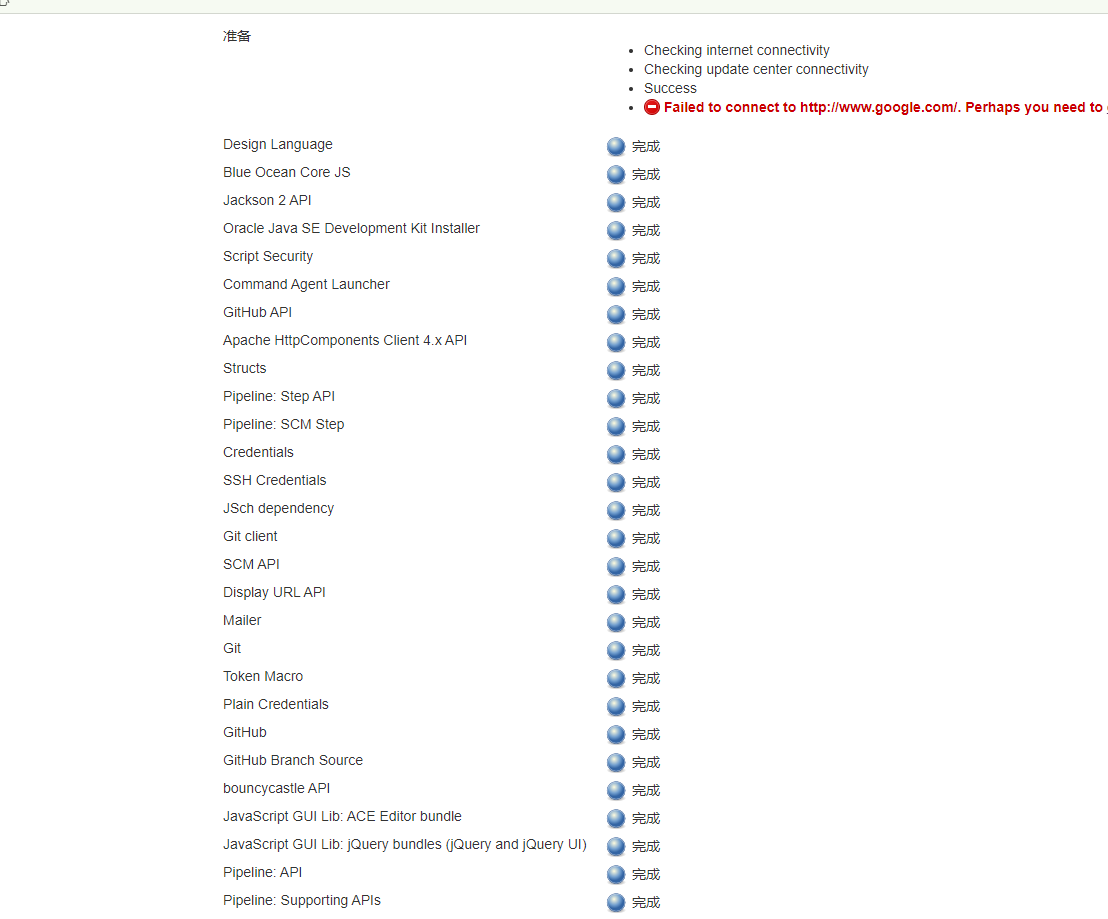 准备
Checking internet connectivity
Checking update center connectivity
Success
Failed to connect to http://www.google.com/. Perhaps you need to
Design Language 完成
Blue Ocean Core JS 完成
Jackson 2 API 完成
Oracle Java SE Development Kit Installer 完成
Script Security 完成
Command Agent Launcher 完成
GitHub API 完成
Apache HttpComponents Client 4.x API 完成
Structs 完成
Pipeline: Step API 完成
Pipeline: SCM Step 完成
Credentials 完成
SSH Credentials 完成
JSch dependency 完成
Git client 完成
SCM API 完成
Display URL API 完成
Mailer 完成
Git 完成
Token Macro 完成
Plain Credentials 完成
GitHub 完成
GitHub Branch Source 完成
bouncycastle API 完成
JavaScript GUI Lib: ACE Editor bundle 完成
JavaScript GUI Lib: jQuery bundles (jQuery and jQuery UI) 完成
Pipeline: API 完成
Pipeline: Supporting APIs 完成